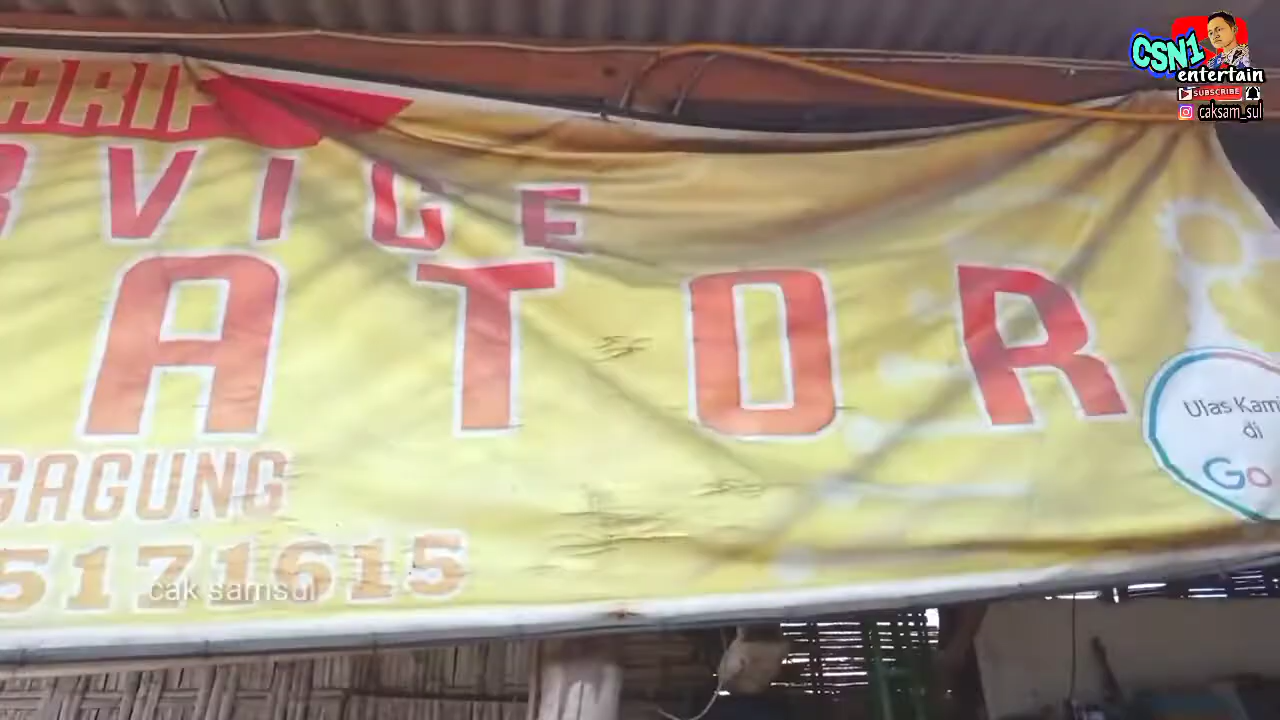 ARIF
RVICE
ATOR
GAGUNG
5171615
cak samsul
Ulas Kami
di
Go
CSN1
entertain
SUBSCRIBE
caksam_sul